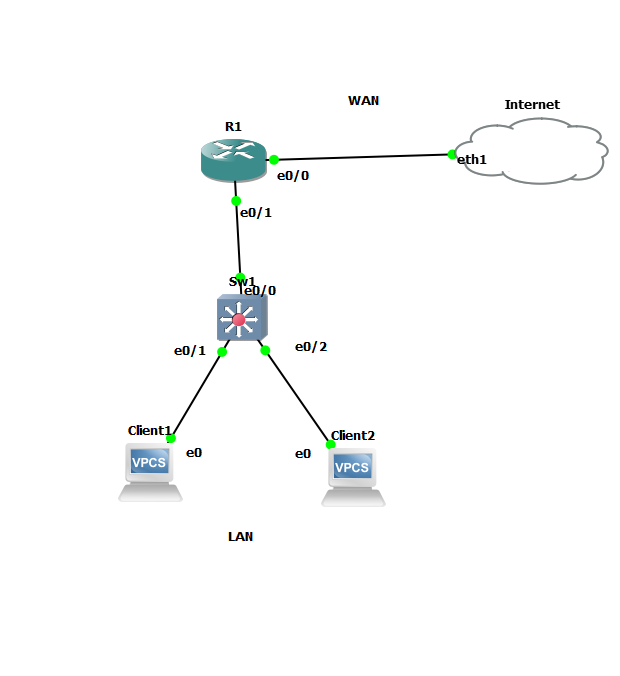 WAN
Internet
R1
eth1
e0/0
e0/1
Sw1
e0/0
e0/1
e0/2
Client1
Client2
e0
e0
VPCS
VPCS
LAN